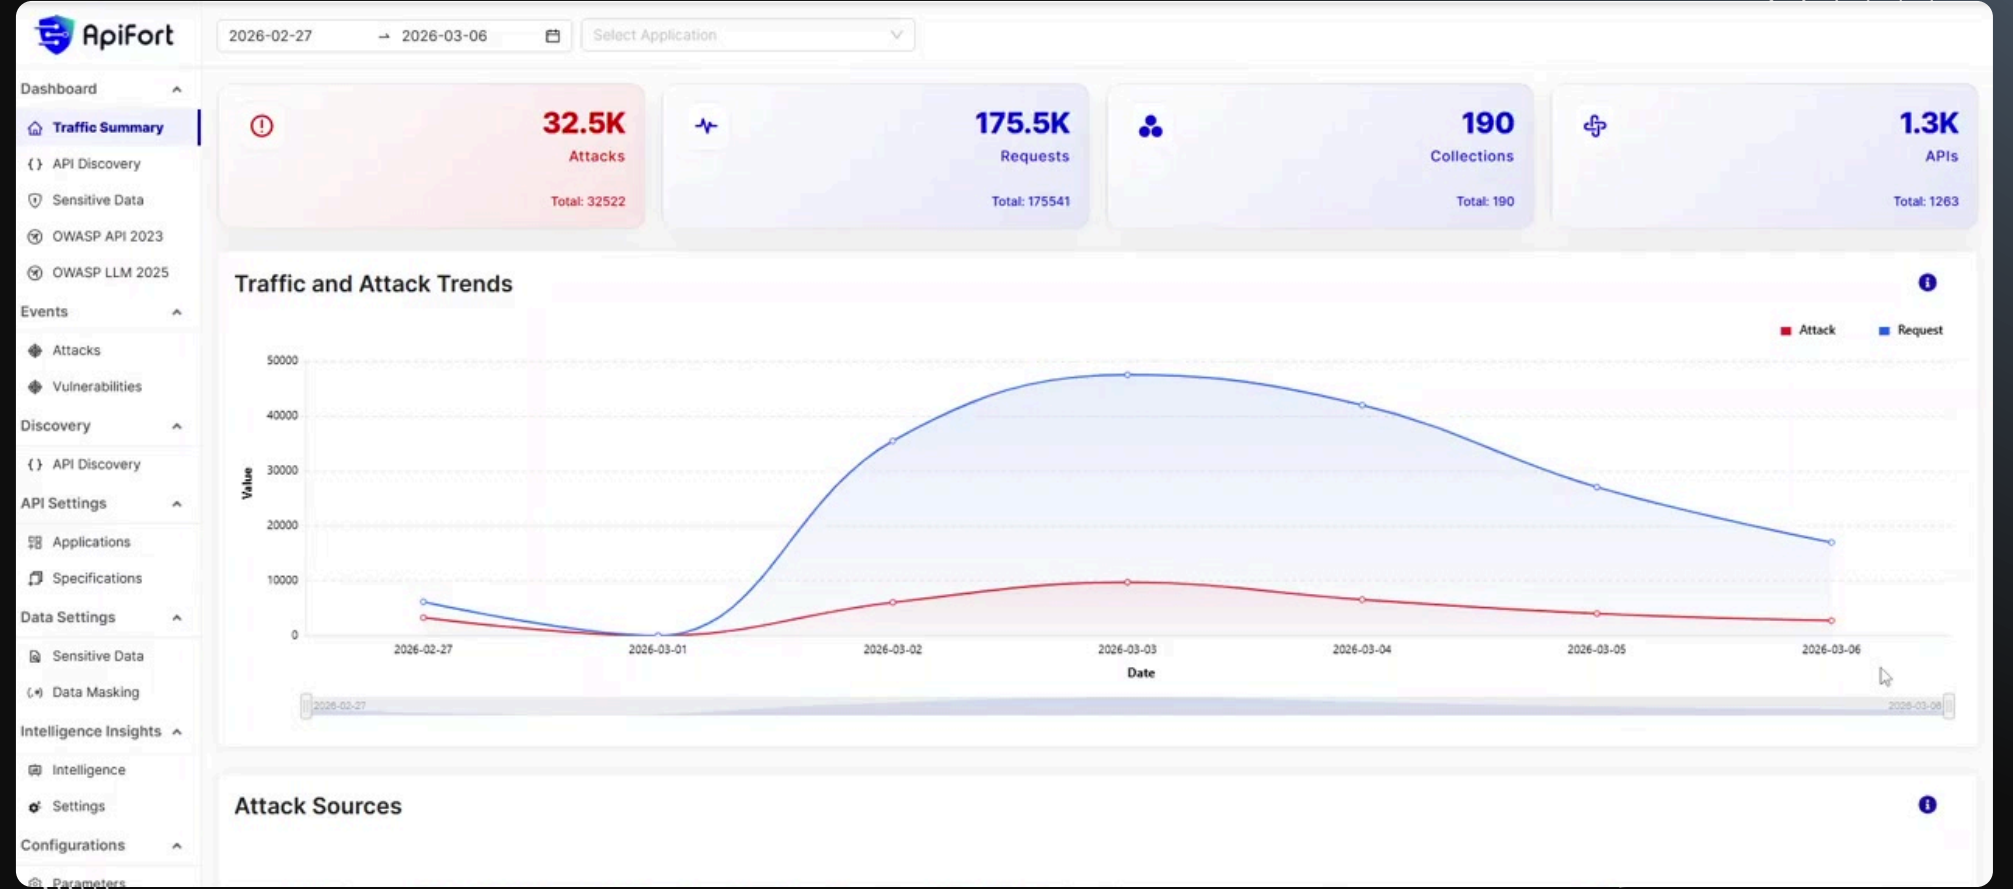 ApiFort
2026-02-27 → 2026-03-06
Select Application
Dashboard
Traffic Summary
API Discovery
Sensitive Data
OWASP API 2023
OWASP LLM 2025
Events
Attacks
Vulnerabilities
Discovery
API Discovery
API Settings
Applications
Specifications
Data Settings
Sensitive Data
Data Masking
Intelligence Insights
Intelligence
Settings
Configurations
Parameters
32.5K
Attacks
Total: 32522
175.5K
Requests
Total: 175541
190
Collections
Total: 190
1.3K
APIs
Total: 1263
Traffic and Attack Trends
Attack Request
50000
40000
30000
20000
10000
0
Value
2026-02-27 2026-03-01 2026-03-02 2026-03-03 2026-03-04 2026-03-05 2026-03-06
Date
2026-02-27 2026-03-06
Attack Sources